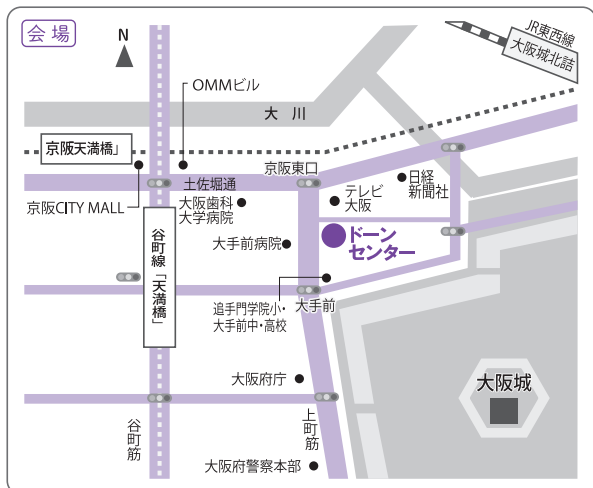 会場
N
JR東西線
大阪城北詰
OMMビル
大川
京阪天満橋」
京阪東口
日経
新聞社
土佐堀通
テレビ
大阪
京阪CITY MALL
大阪歯科
大学病院
ドーン
センター
大手前病院
谷町線「天満橋」
追手門学院小・
大手前中・高校
大手前
大阪府庁
大阪城
谷町筋
上町筋
大阪府警察本部